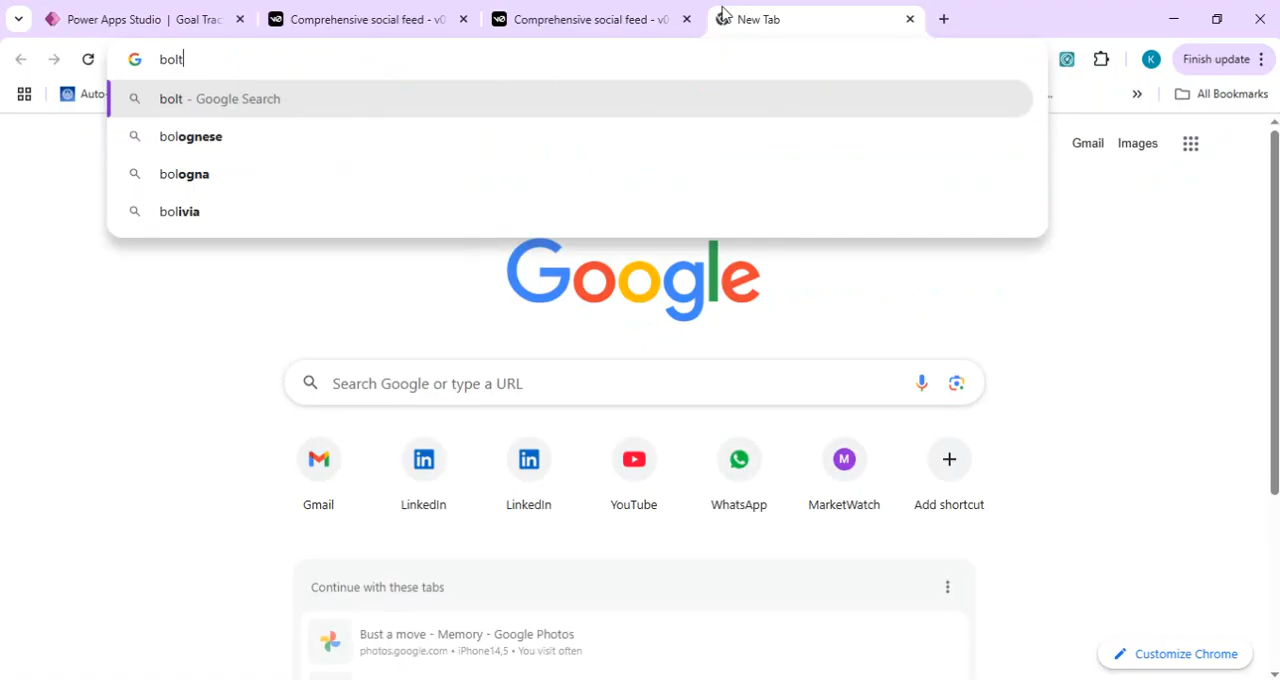 Power Apps Studio | Goal Trac
Comprehensive social feed - v0
Comprehensive social feed - v0
New Tab
bolt
K
Finish update
Auto-
All Bookmarks
bolt - Google Search
bolognese
bologna
bolivia
Gmail
Images
Google
Search Google or type a URL
M
Gmail
LinkedIn
LinkedIn
YouTube
WhatsApp
MarketWatch
Add shortcut
Continue with these tabs
Bust a move - Memory - Google Photos
photos.google.com • iPhone14,5 • You visit often
Customize Chrome